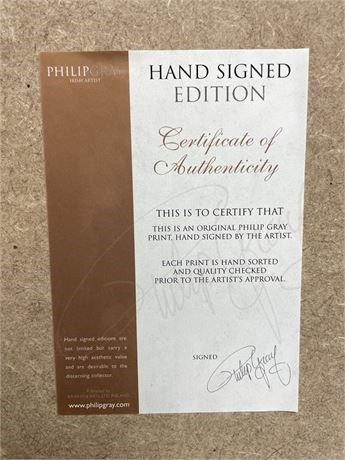 PHILIPGRAY
IRISH ARTIST
HAND SIGNED
EDITION
Certificate of
Authenticity
THIS IS TO CERTIFY THAT
THIS IS AN ORIGINAL PHILIP GRAY
PRINT, HAND SIGNED BY THE ARTIST.
EACH PRINT IS HAND SORTED
AND QUALITY CHECKED
PRIOR TO THE ARTIST'S APPROVAL.
Hand signed editions are
not limited but carry a
very high aesthetic value
and are desirable to the
discerning collector.
www.philipgray.com
SIGNED
Philip Gray